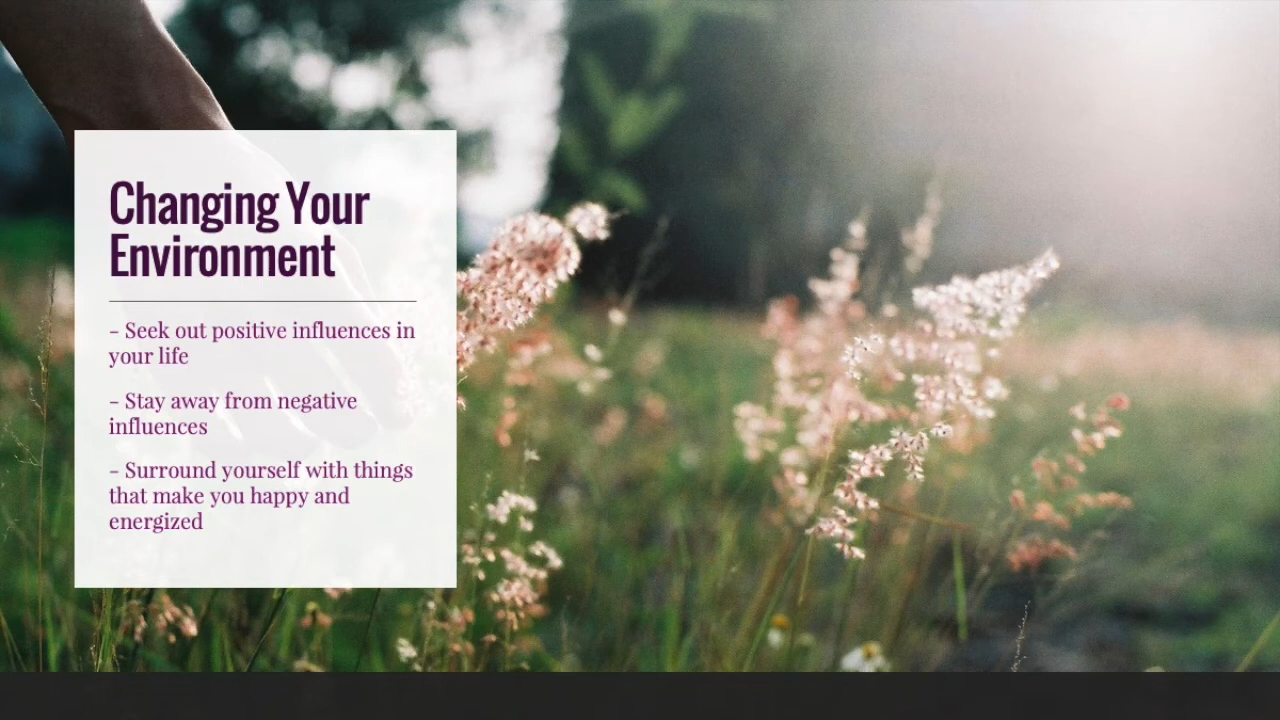 Changing Your
Environment
- Seek out positive influences in
your life
- Stay away from negative
influences
- Surround yourself with things
that make you happy and
energized